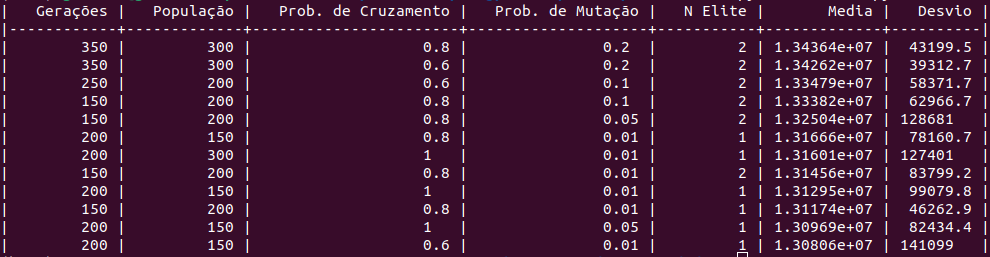 | Gerações | População | Prob. de Cruzamento | Prob. de Mutação | N Elite | Media | Desvio |
|------------+-------------+-----------------------+--------------------+-----------+-------------+----------|
| 350 | 300 | 0.8 | 0.2 | 2 | 1.34364e+07 | 43199.5 |
| 350 | 300 | 0.6 | 0.2 | 2 | 1.34262e+07 | 39312.7 |
| 250 | 200 | 0.6 | 0.1 | 2 | 1.33479e+07 | 58371.7 |
| 150 | 200 | 0.8 | 0.1 | 2 | 1.33382e+07 | 62966.7 |
| 150 | 200 | 0.8 | 0.05 | 2 | 1.32504e+07 | 128681 |
| 200 | 150 | 0.8 | 0.01 | 1 | 1.31666e+07 | 78160.7 |
| 200 | 300 | 1 | 0.01 | 1 | 1.31601e+07 | 127401 |
| 150 | 200 | 0.8 | 0.01 | 2 | 1.31456e+07 | 83799.2 |
| 200 | 150 | 1 | 0.01 | 1 | 1.31295e+07 | 99079.8 |
| 150 | 200 | 0.8 | 0.01 | 1 | 1.31174e+07 | 46262.9 |
| 200 | 150 | 1 | 0.05 | 1 | 1.30969e+07 | 82434.4 |
| 200 | 150 | 0.6 | 0.01 | 1 | 1.30806e+07 | 141099 |